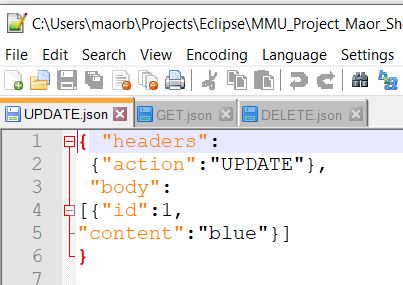 C:\Users\maorb\Projects\Eclipse\MMU_Project_Maor_Sh
File Edit Search View Encoding Language Settings
UPDATE.json GET.json DELETE.json
1 { "headers":
2 {"action":"UPDATE"},
3 "body":
4 [{"id":1,
5 "content":"blue"}]
6 }
7